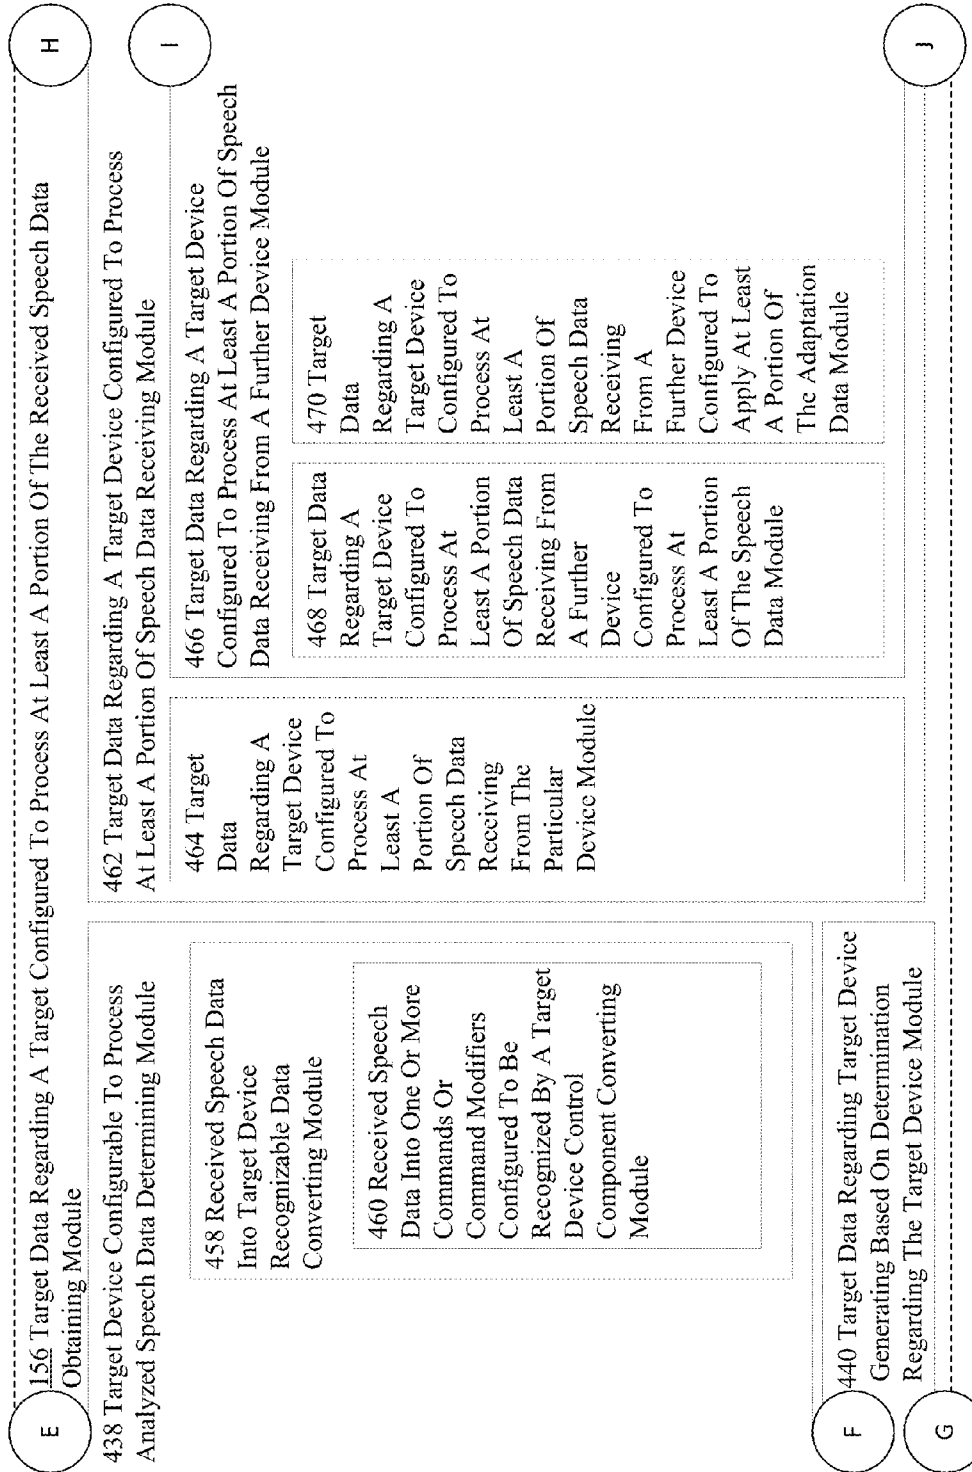 E
H
156 Target Data Regarding A Target Configured To Process At Least A Portion Of The Received Speech Data
Obtaining Module
438 Target Device Configurable To Process
Analyzed Speech Data Determining Module
458 Received Speech Data
Into Target Device
Recognizable Data
Converting Module
460 Received Speech
Data Into One Or More
Commands Or
Command Modifiers
Configured To Be
Recognized By A Target
Device Control
Component Converting
Module
F
440 Target Data Regarding Target Device
Generating Based On Determination
Regarding The Target Device Module
G
462 Target Data Regarding A Target Device Configured To Process
At Least A Portion Of Speech Data Receiving Module
I
464 Target
Data
Regarding A
Target Device
Configured To
Process At
Least A
Portion Of
Speech Data
Receiving
From The
Particular
Device Module
466 Target Data Regarding A Target Device
Configured To Process At Least A Portion Of Speech
Data Receiving From A Further Device Module
468 Target Data
Regarding A
Target Device
Configured To
Process At
Least A Portion
Of Speech Data
Receiving From
A Further
Device
Configured To
Process At
Least A Portion
Of The Speech
Data Module
470 Target
Data
Regarding A
Target Device
Configured To
Process At
Least A
Portion Of
Speech Data
Receiving
From A
Further Device
Configured To
Apply At Least
A Portion Of
The Adaptation
Data Module
J